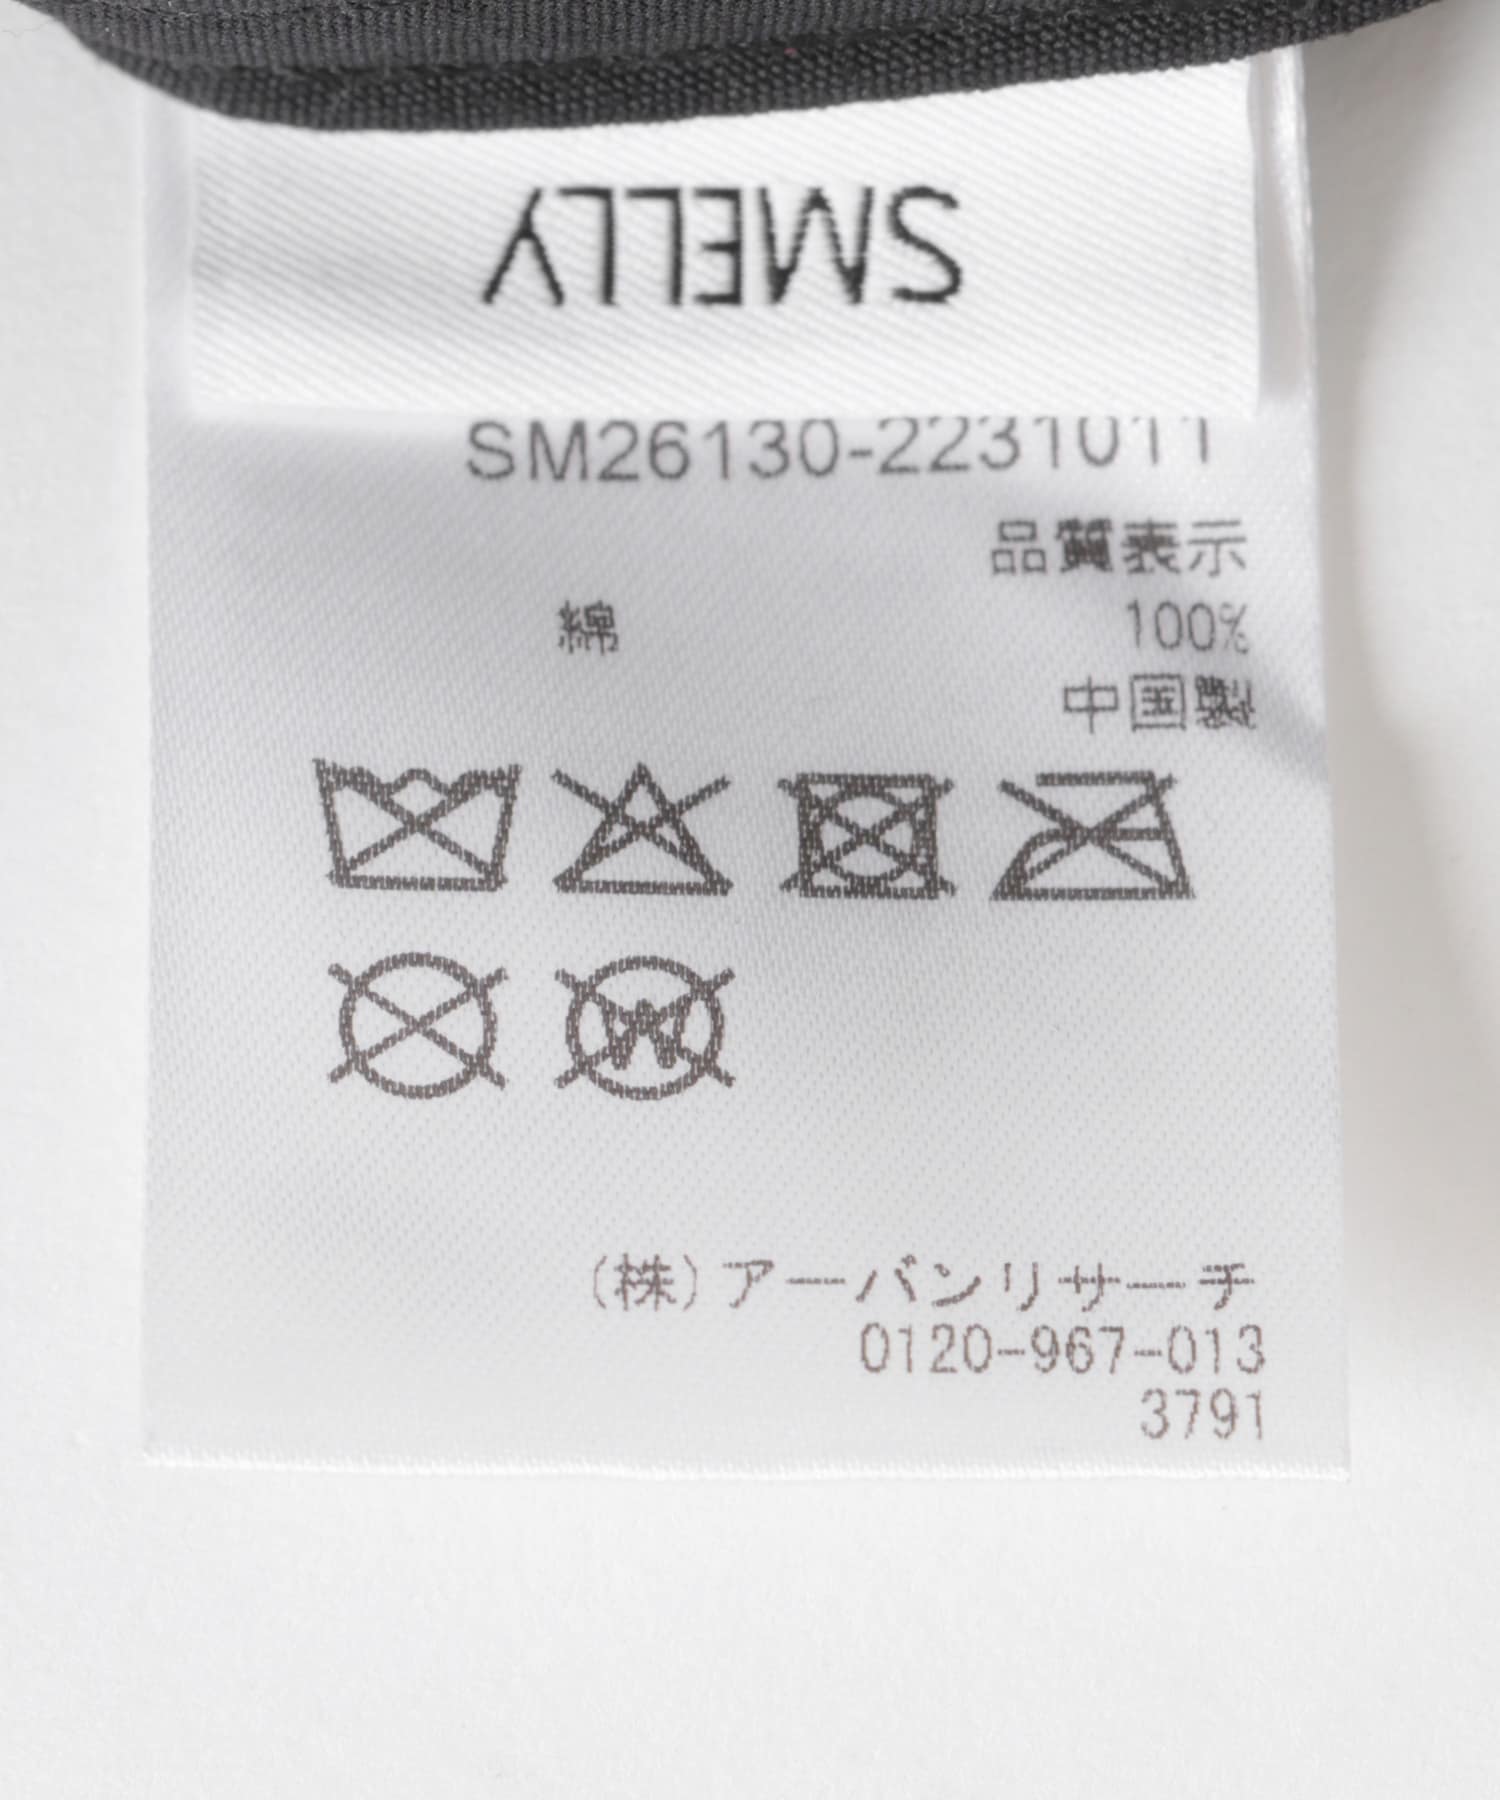 SMELLY
SM26130-2231011
品質表示
綿 100%
中国製
(株)アーバンリサーチ
0120-967-013
3791